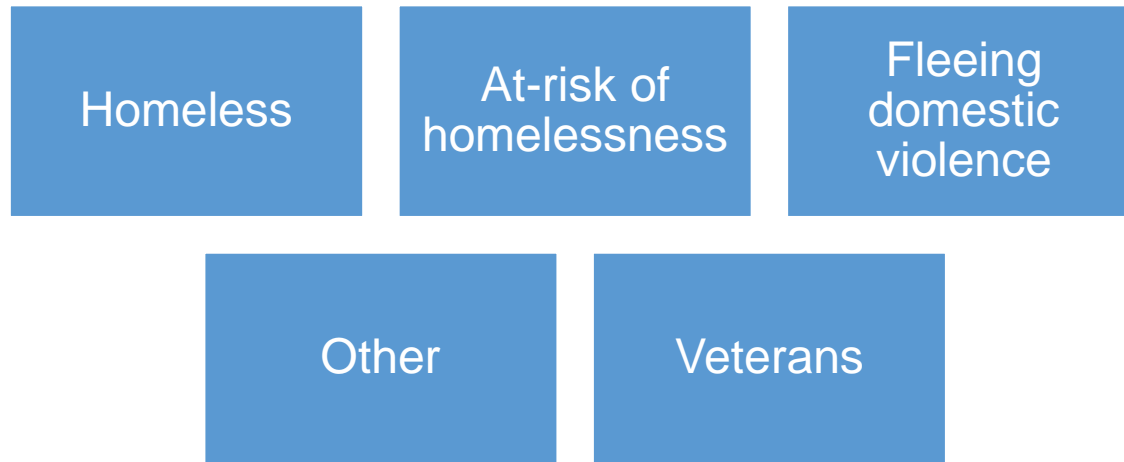 Homeless
At-risk of
homelessness
Fleeing
domestic
violence
Other
Veterans